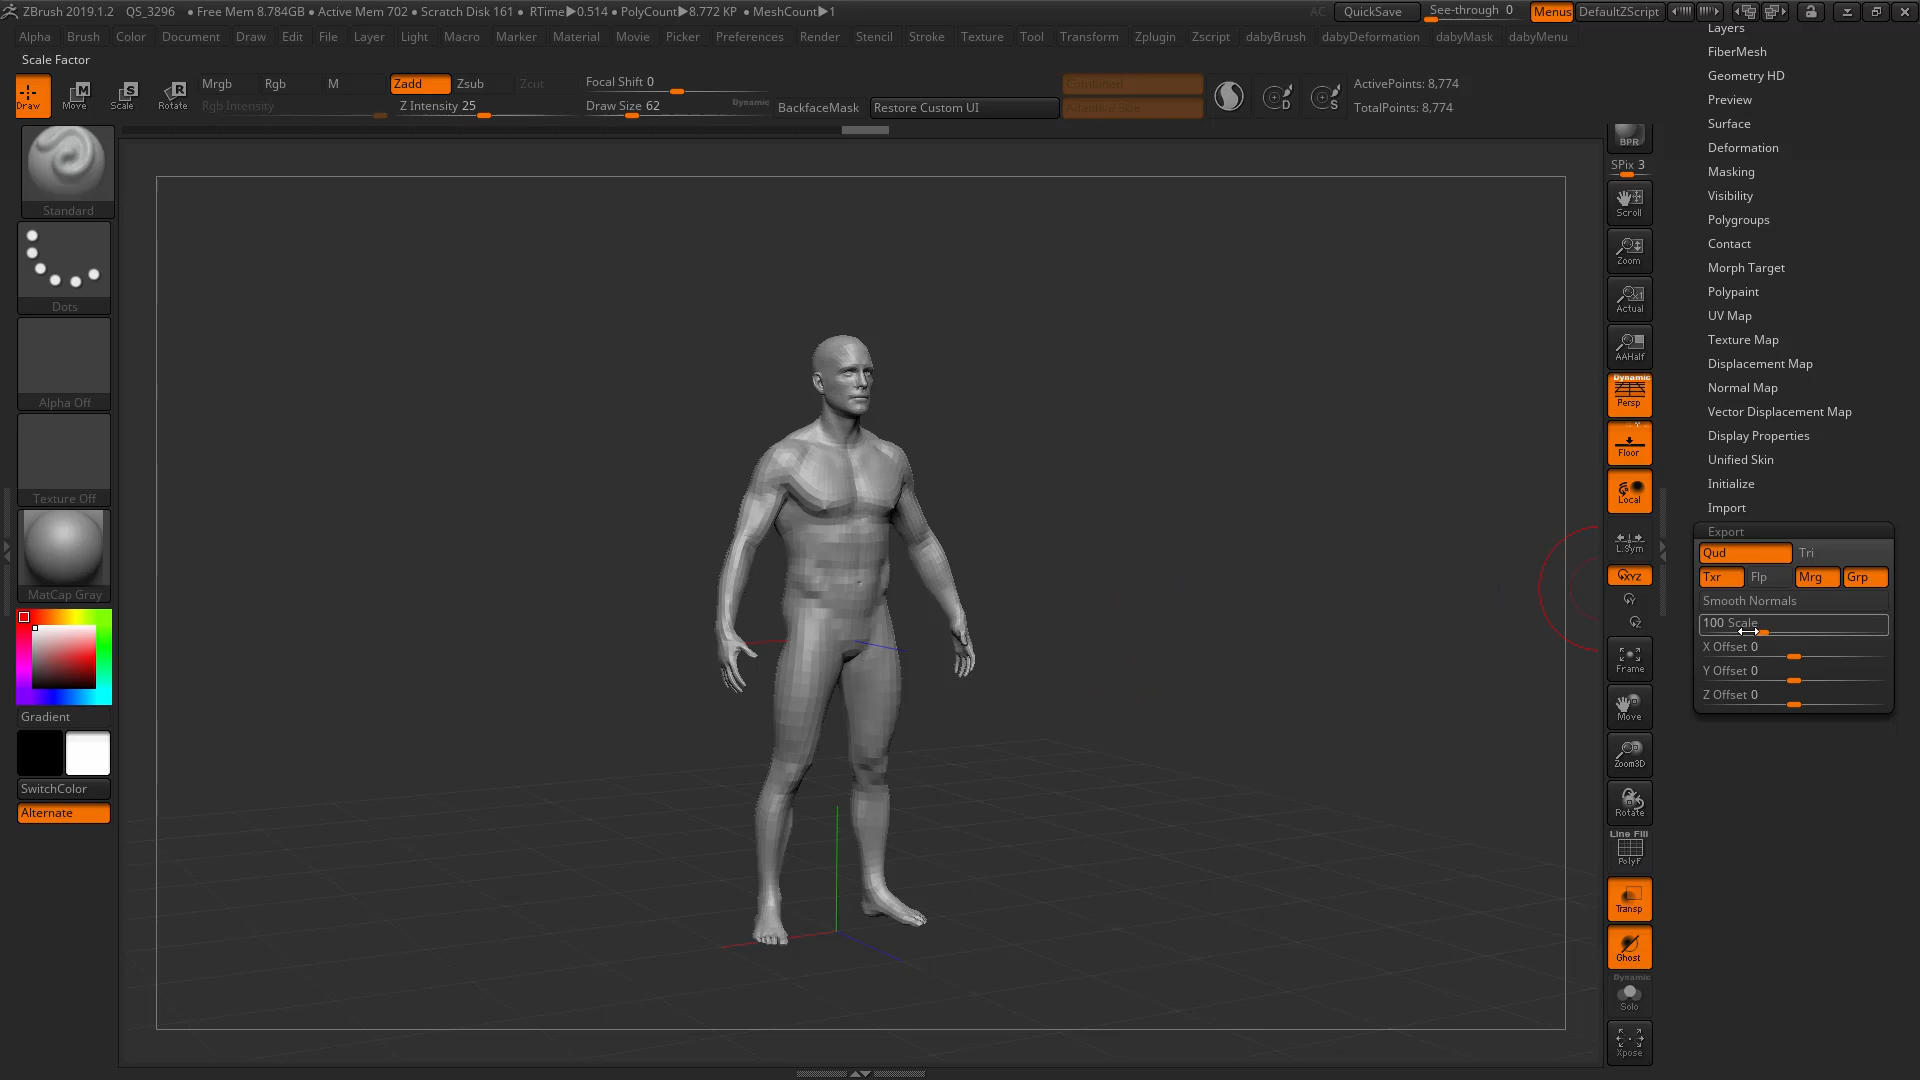 ZBrush 2019.1.2 QS_3296 ● Free Mem 8.784GB ● Active Mem 702 ● Scratch Disk 161 ● RTime▶0.514 ● PolyCount▶8.772 KP ● MeshCount▶1 AC QuickSave See-through 0 Menus DefaultZScript
Alpha Brush Color Document Draw Edit File Layer Light Macro Marker Material Movie Picker Preferences Render Stencil Stroke Texture Tool Transform Zplugin Zscript dabyBrush dabyDeformation dabyMask dabyMenu
Scale Factor
Draw Move Scale Rotate
Mrgb Rgb M Zadd Zsub Zcut Focal Shift 0
Rgb Intensity Z Intensity 25 Draw Size 62 Dynamic
BackfaceMask Restore Custom UI
Combined
Adaptive Size
D
S
ActivePoints: 8,774
TotalPoints: 8,774
Standard
Dots
Alpha Off
Texture Off
MatCap Gray
Gradient
SwitchColor
Alternate
BPR
SPix 3
Scroll
Zoom
Actual
AAHalf
Dynamic
Persp
Floor
Local
L.Sym
XYZ
Y
Z
Frame
Move
Zoom3D
Rotate
Line Fill
PolyF
Transp
Ghost
Dynamic
Solo
Xpose
Layers
FiberMesh
Geometry HD
Preview
Surface
Deformation
Masking
Visibility
Polygroups
Contact
Morph Target
Polypaint
UV Map
Texture Map
Displacement Map
Normal Map
Vector Displacement Map
Display Properties
Unified Skin
Initialize
Import
Export
Qud Tri
Txr Flp Mrg Grp
Smooth Normals
100 Scale
X Offset 0
Y Offset 0
Z Offset 0